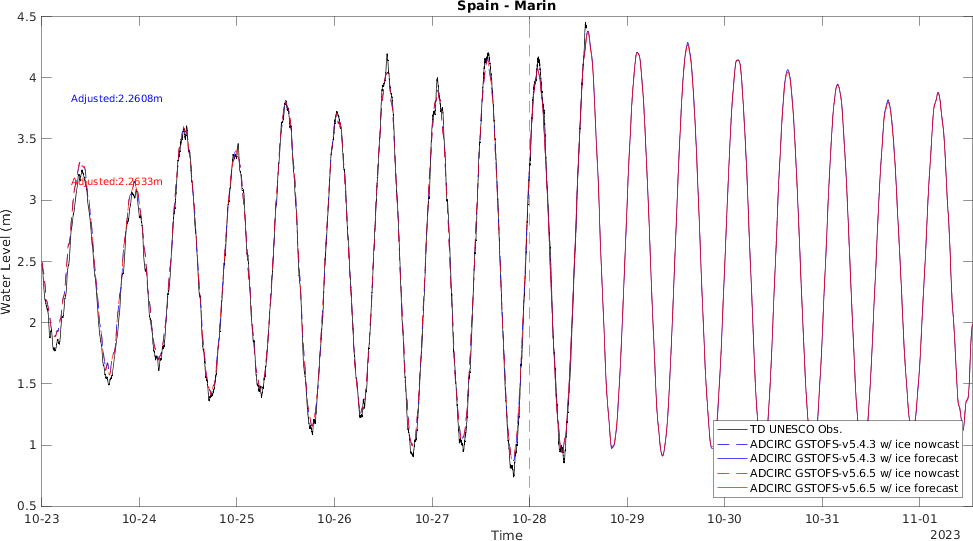 Spain - Marin
4.5
4
3.5
3
2.5
2
1.5
1
0.5
Water Level (m)
Adjusted:2.2608m
Adjusted:2.2533m
TD UNESCO Obs.
ADCIRC GSTOFS-v5.4.3 w/ ice nowcast
ADCIRC GSTOFS-v5.4.3 w/ ice forecast
ADCIRC GSTOFS-v5.6.5 w/ ice nowcast
ADCIRC GSTOFS-v5.6.5 w/ ice forecast
10-23 10-24 10-25 10-26 10-27 10-28 10-29 10-30 10-31 11-01
Time
2023